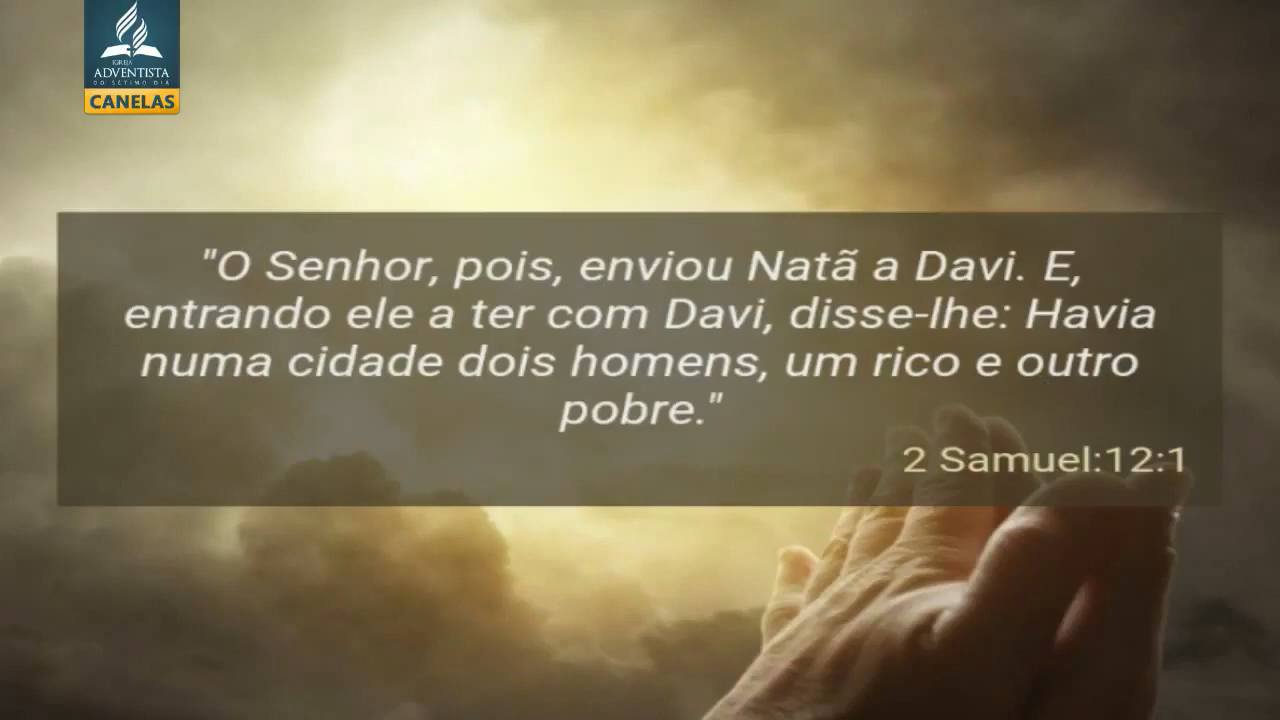 IGREJA
ADVENTISTA
DO SÉTIMO DIA
CANELAS
"O Senhor, pois, enviou Natã a Davi. E,
entrando ele a ter com Davi, disse-lhe: Havia
numa cidade dois homens, um rico e outro
pobre."
2 Samuel:12:1